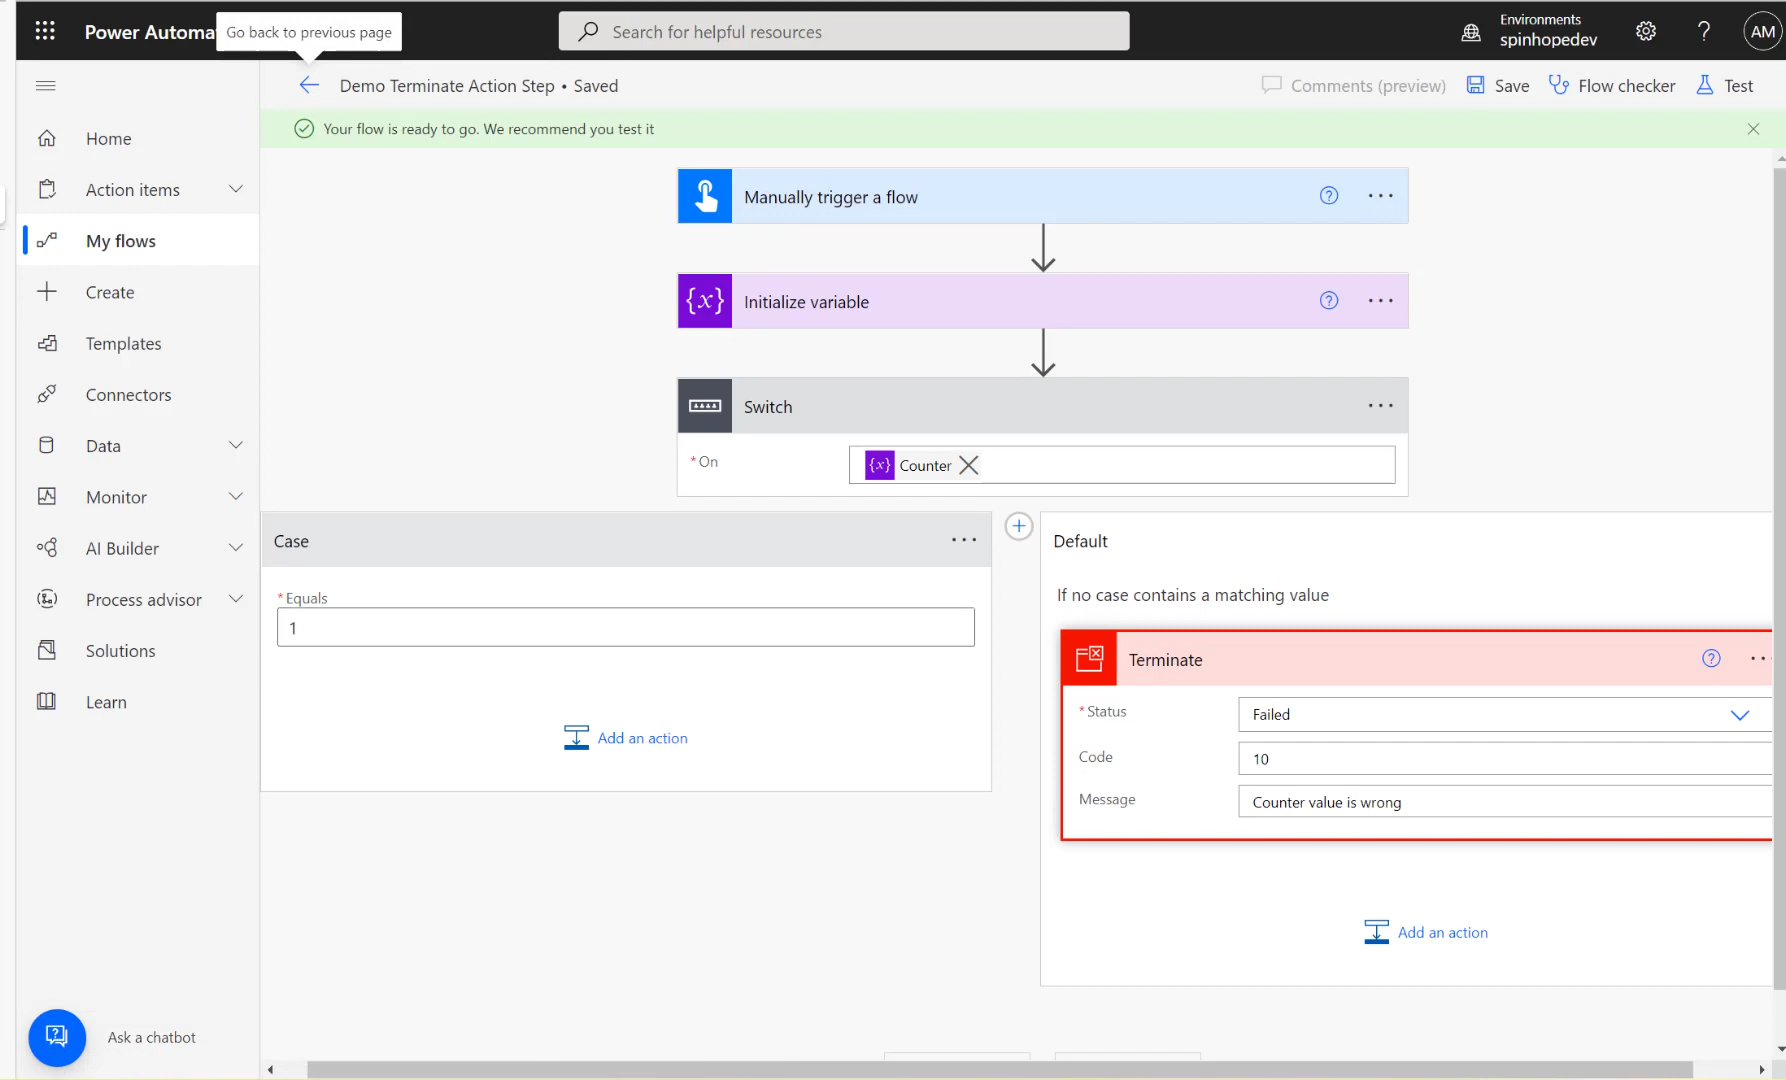 Power Automa
Go back to previous page
Search for helpful resources
Environments
spinhopedev
?
AM
Demo Terminate Action Step • Saved
Comments (preview)
Save
Flow checker
Test
Your flow is ready to go. We recommend you test it
Home
Action items
My flows
Create
Templates
Connectors
Data
Monitor
AI Builder
Process advisor
Solutions
Learn
Ask a chatbot
Manually trigger a flow
{x} Initialize variable
Switch
* On
{x} Counter
Case
* Equals
1
Add an action
Default
If no case contains a matching value
Terminate
* Status
Failed
Code
10
Message
Counter value is wrong
Add an action